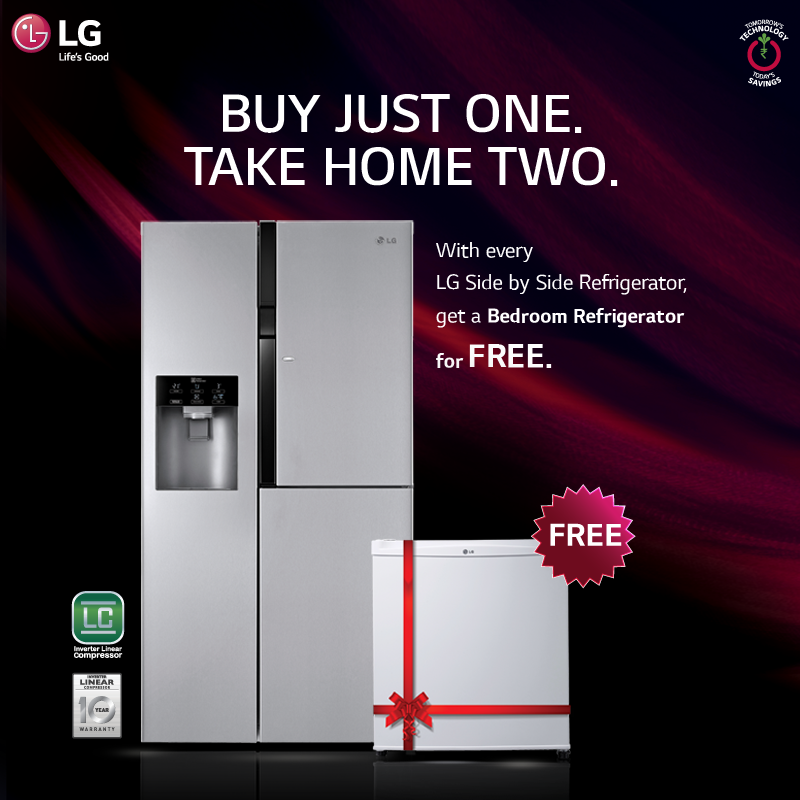 LG
Life's Good
TOMORROW'S
TECHNOLOGY
TODAY'S
SAVINGS
BUY JUST ONE.
TAKE HOME TWO.
LG
With every
LG Side by Side Refrigerator,
get a Bedroom Refrigerator
for FREE.
FREE
LG
LC
Inverter Linear
Compressor
INVERTER
LINEAR
COMPRESSOR
10 YEAR
WARRANTY